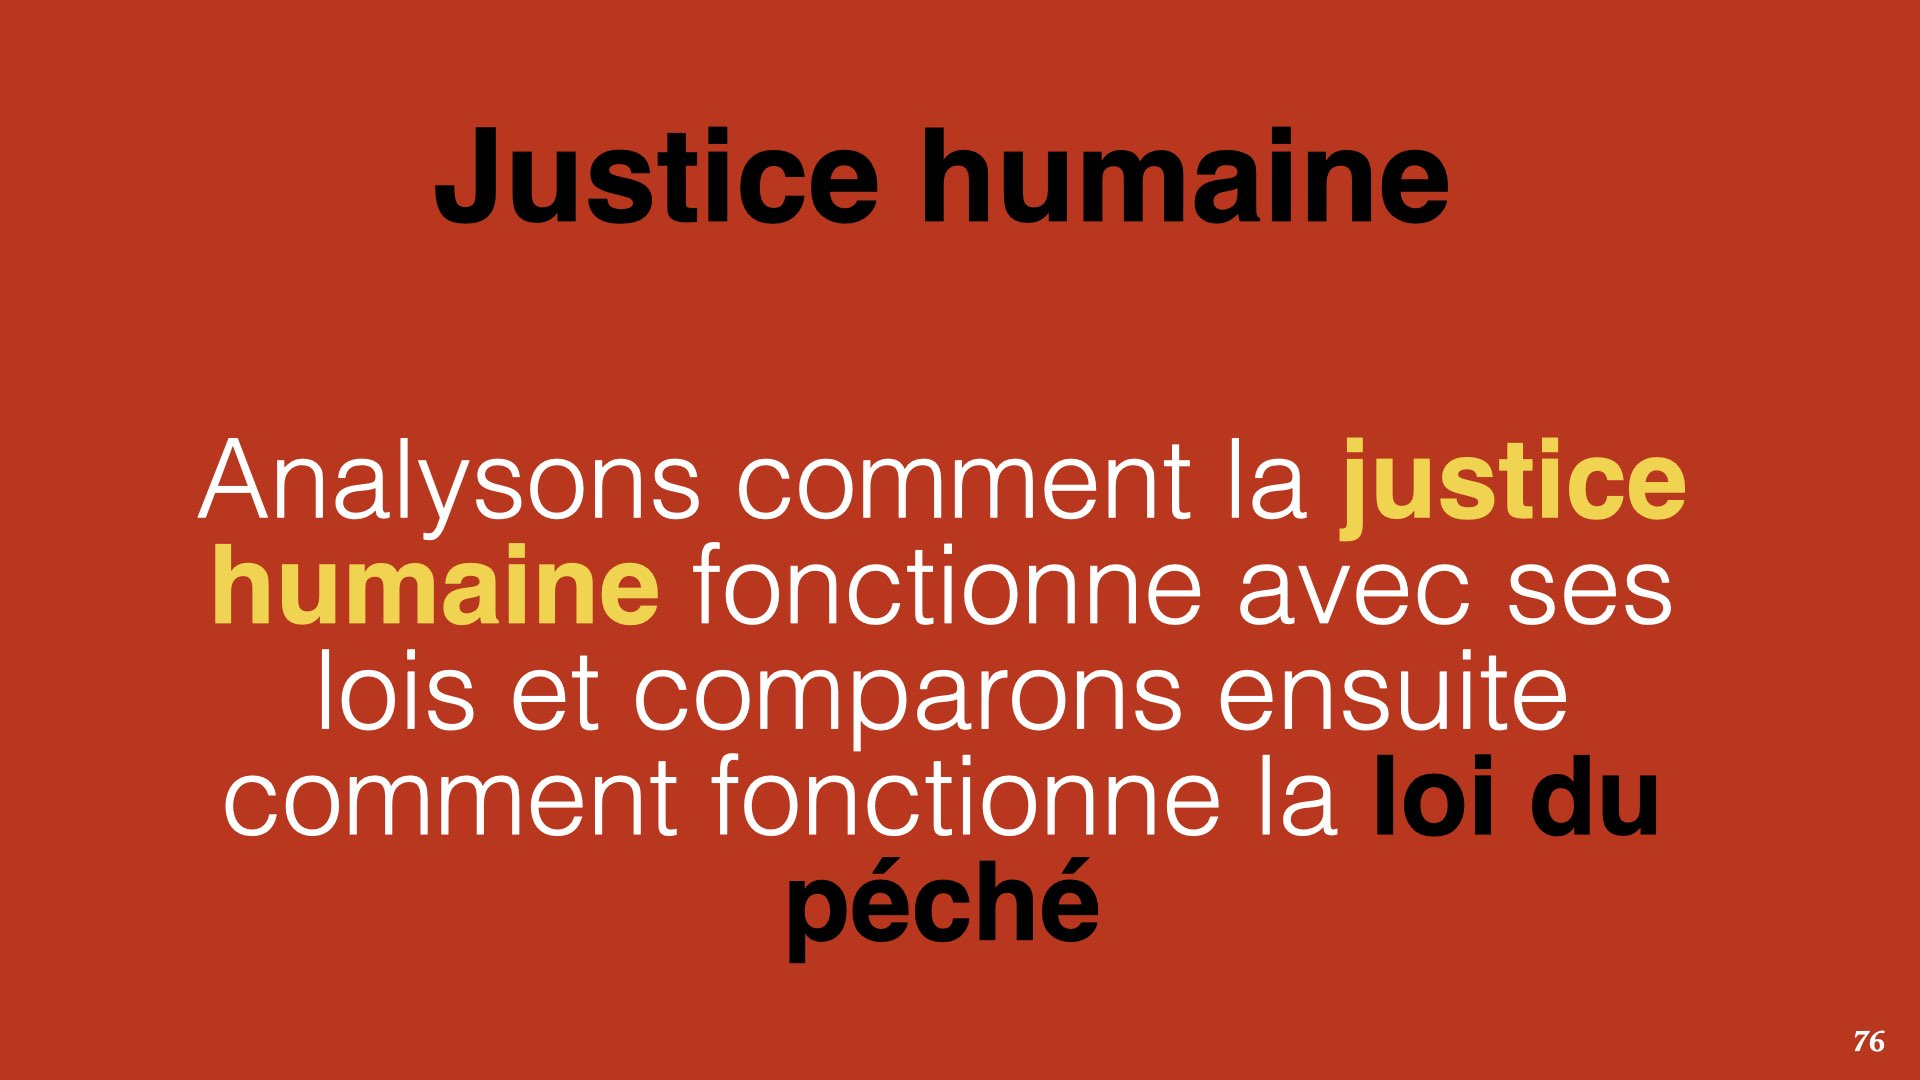 Justice humaine
Analysons comment la justice
humaine fonctionne avec ses
lois et comparons ensuite
comment fonctionne la loi du
péché
76